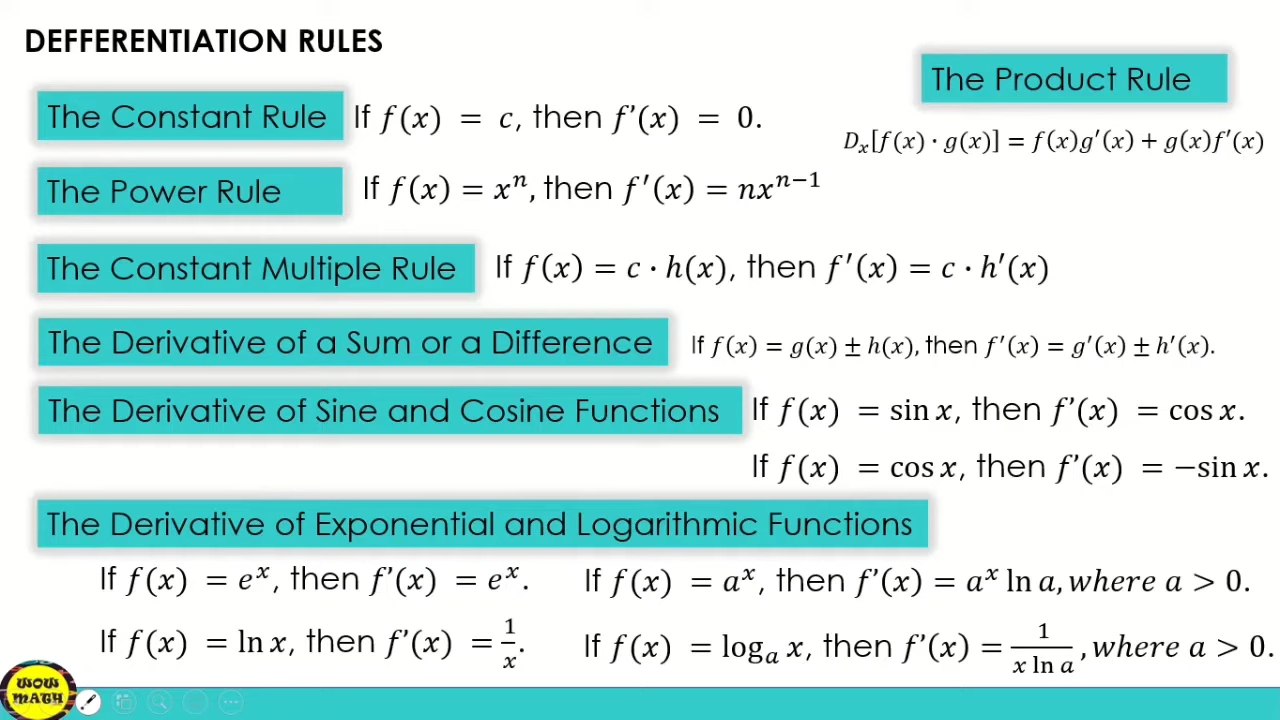 DEFFERENTIATION RULES
The Product Rule
The Constant Rule If f(x) = c, then f'(x) = 0.
Dₓ[f(x) · g(x)] = f(x)g′(x) + g(x)f′(x)
The Power Rule If f(x) = xⁿ, then f′(x) = nxⁿ⁻¹
The Constant Multiple Rule If f(x) = c · h(x), then f′(x) = c · h′(x)
The Derivative of a Sum or a Difference If f(x) = g(x) ± h(x), then f′(x) = g′(x) ± h′(x).
The Derivative of Sine and Cosine Functions If f(x) = sin x, then f'(x) = cos x.
If f(x) = cos x, then f'(x) = −sin x.
The Derivative of Exponential and Logarithmic Functions
If f(x) = eˣ, then f'(x) = eˣ. If f(x) = aˣ, then f'(x) = aˣ ln a, where a > 0.
If f(x) = ln x, then f'(x) = 1/x. If f(x) = logₐ x, then f'(x) = 1/(x ln a), where a > 0.
WOW
MATH